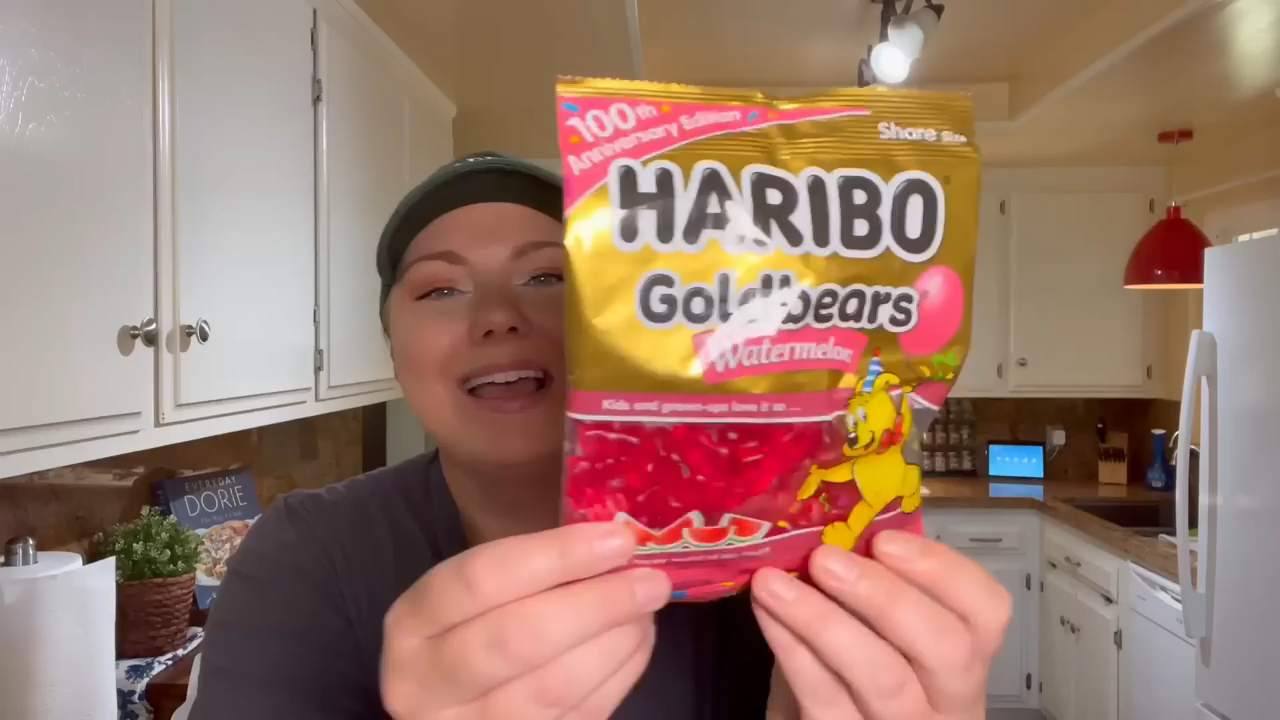 100th
Anniversary Edition
Share Size
HARIBO
Goldbears
Watermelon
Kids and grown-ups love it so ...
EVERYDAY
DORIE